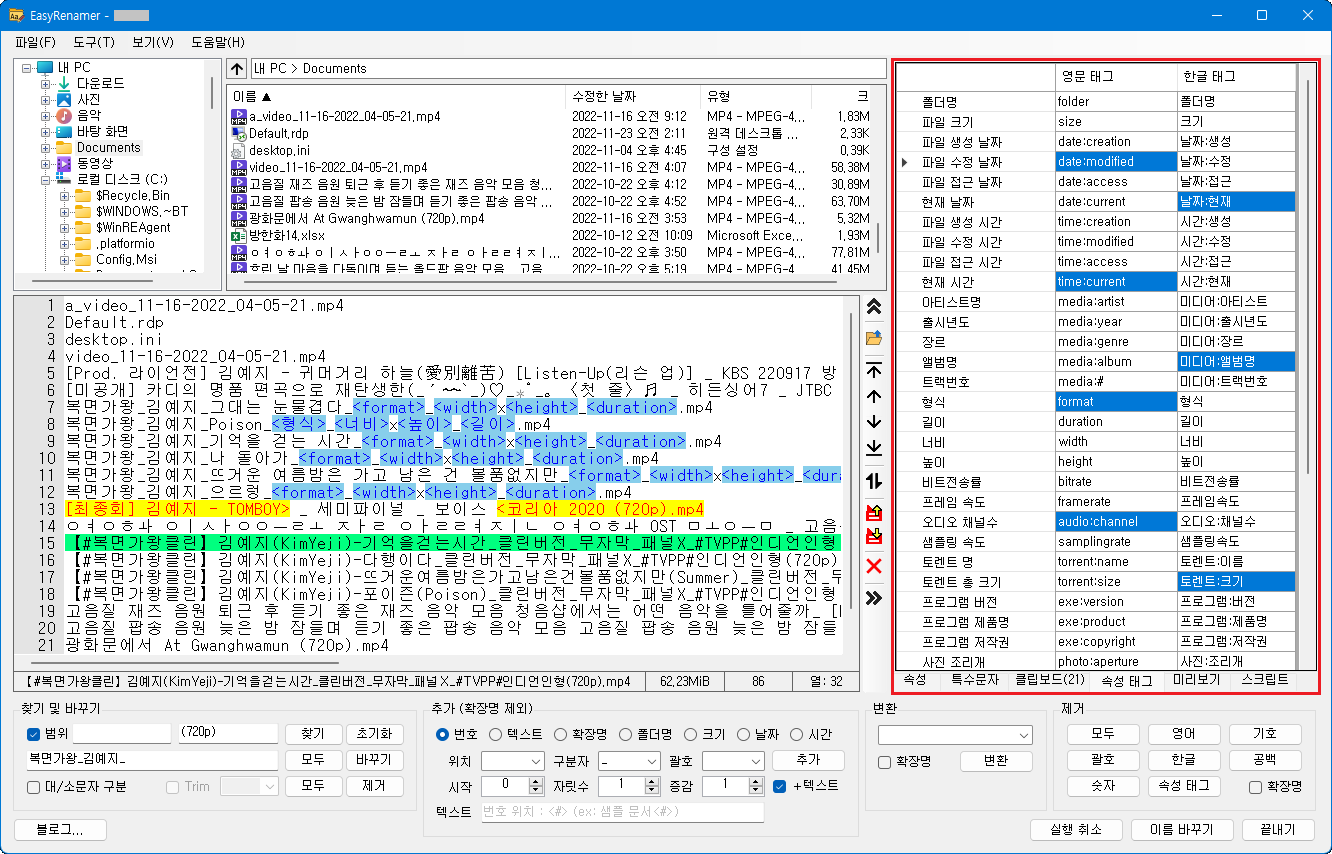 EasyRenamer -
파일(F) 도구(T) 보기(V) 도움말(H)
내 PC
다운로드
사진
음악
바탕 화면
Documents
동영상
로컬 디스크 (C:)
$Recycle.Bin
$WINDOWS.~BT
$WinREAgent
.platformio
Config.Msi
내 PC > Documents
이름 ▲ 수정한 날짜 유형 크
a_video_11-16-2022_04-05-21.mp4 2022-11-16 오전 9:12 MP4 - MPEG-4... 1.83M
Default.rdp 2022-11-23 오전 2:11 원격 데스크톱 ... 2.33K
desktop.ini 2022-11-04 오후 4:45 구성 설정 0.39K
video_11-16-2022_04-05-21.mp4 2022-11-16 오후 4:07 MP4 - MPEG-4... 58.38M
고음질 재즈 음원 퇴근 후 듣기 좋은 재즈 음악 모음 청... 2022-10-22 오후 4:12 MP4 - MPEG-4... 30.89M
고음질 팝송 음원 늦은 밤 잠들며 듣기 좋은 팝송 음악 ... 2022-10-22 오후 4:52 MP4 - MPEG-4... 63.70M
광화문에서 At Gwanghwamun (720p).mp4 2022-11-16 오후 3:53 MP4 - MPEG-4... 5.32M
방한화14.xlsx 2022-10-12 오전 10:09 Microsoft Exce... 1.93M
ㅇㅕㅇㅎㅘ ㅇㅣㅅㅏㅇㅇㅡㄹㅗ ㅈㅏㄹ ㅇㅏㄹㄹㅕㅈㅣ... 2022-10-22 오후 3:50 MP4 - MPEG-4... 77.81M
흐린 날 마음을 다독이며 듣는 올드팝 음악 모음_ 고음... 2022-10-22 오후 5:19 MP4 - MPEG-4... 41.45M
1 a_video_11-16-2022_04-05-21.mp4
2 Default.rdp
3 desktop.ini
4 video_11-16-2022_04-05-21.mp4
5 [Prod. 라이언전] 김예지 - 귀머거리 하늘(愛別離苦) [Listen-Up(리슨 업)] _ KBS 220917 방
6 [미공개] 카디의 명품 편곡으로 재탄생한 〈첫 줄〉♬ _ 히든싱어7 _ JTBC
7 복면가왕_김예지_그대는 눈물겹다_<format>_<width>x<height>_<duration>.mp4
8 복면가왕_김예지_Poison_<형식>_<너비>x<높이>_<길이>.mp4
9 복면가왕_김예지_기억을 걷는 시간_<format>_<width>x<height>_<duration>.mp4
10 복면가왕_김예지_나 돌아가_<format>_<width>x<height>_<duration>.mp4
11 복면가왕_김예지_뜨거운 여름밤은 가고 남은 건 볼품없지만_<format>_<width>x<height>_<dura
12 복면가왕_김예지_으르렁_<format>_<width>x<height>_<duration>.mp4
13 [최종회] 김예지 - TOMBOY> _ 세미파이널 _ 보이스 <코리아 2020 (720p).mp4
14 ㅇㅕㅇㅎㅘ ㅇㅣㅅㅏㅇㅇㅡㄹㅗ ㅈㅏㄹ ㅇㅏㄹㄹㅕㅈㅣㄴ ㅇㅕㅇㅎㅘ OST ㅁㅗㅇㅡㅁ _ 고음
15 【#복면가왕클린】김예지(KimYeji)-기억을걷는시간_클린버전_무자막_패널X_#TVPP#인디언인형
16 【#복면가왕클린】김예지(KimYeji)-다행이다_클린버전_무자막_패널X_#TVPP#인디언인형(720p)
17 【#복면가왕클린】김예지(KimYeji)-뜨거운여름밤은가고남은건볼품없지만(Summer)_클린버전_무
18 【#복면가왕클린】김예지(KimYeji)-포이즌(Poison)_클린버전_무자막_패널X_#TVPP#인디언인형
19 고음질 재즈 음원 퇴근 후 듣기 좋은 재즈 음악 모음 청음샵에서는 어떤 음악을 틀어줄까_ [
20 고음질 팝송 음원 늦은 밤 잠들며 듣기 좋은 팝송 음악 모음 고음질 팝송 음원 늦은 밤 잠들
21 광화문에서 At Gwanghwamun (720p).mp4
【#복면가왕클린】김예지(KimYeji)-기억을걷는시간_클린버전_무자막_패널X_#TVPP#인디언인형(720p).mp4 62.23MiB 86 열: 32
영문 태그 한글 태그
폴더명 folder 폴더명
파일 크기 size 크기
파일 생성 날짜 date:creation 날짜:생성
파일 수정 날짜 date:modified 날짜:수정
파일 접근 날짜 date:access 날짜:접근
현재 날짜 date:current 날짜:현재
파일 생성 시간 time:creation 시간:생성
파일 수정 시간 time:modified 시간:수정
파일 접근 시간 time:access 시간:접근
현재 시간 time:current 시간:현재
아티스트명 media:artist 미디어:아티스트
출시년도 media:year 미디어:출시년도
장르 media:genre 미디어:장르
앨범명 media:album 미디어:앨범명
트랙번호 media:# 미디어:트랙번호
형식 format 형식
길이 duration 길이
너비 width 너비
높이 height 높이
비트전송률 bitrate 비트전송률
프레임 속도 framerate 프레임속도
오디오 채널수 audio:channel 오디오:채널수
샘플링 속도 samplingrate 샘플링속도
토렌트 명 torrent:name 토렌트:이름
토렌트 총 크기 torrent:size 토렌트:크기
프로그램 버전 exe:version 프로그램:버전
프로그램 제품명 exe:product 프로그램:제품명
프로그램 저작권 exe:copyright 프로그램:저작권
사진 조리개 photo:aperture 사진:조리개
속성 특수문자 클립보드(21) 속성 태그 미리보기 스크립트
찾기 및 바꾸기
범위 (720p) 찾기 초기화
복면가왕_김예지_ 모두 바꾸기
대/소문자 구분 Trim 모두 제거
추가 (확장명 제외)
번호 텍스트 확장명 폴더명 크기 날짜 시간
위치 구분자 _ 괄호 추가
시작 0 자릿수 1 증감 1 +텍스트
텍스트 번호 위치 : <#> (ex: 샘플 문서<#>)
변환
확장명 변환
제거
모두 영어 기호
괄호 한글 공백
숫자 속성 태그 확장명
블로그... 실행 취소 이름 바꾸기 끝내기